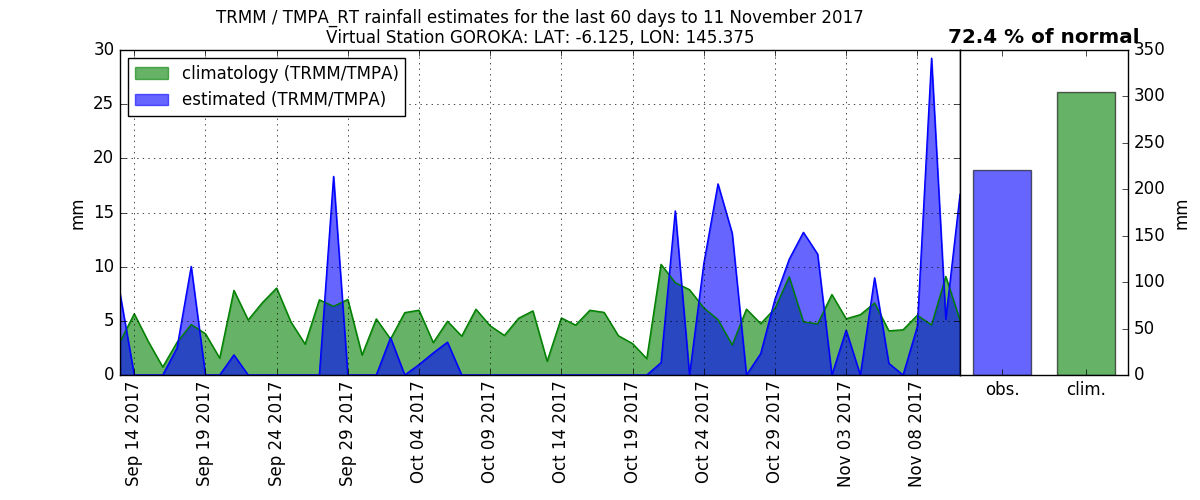 TRMM / TMPA_RT rainfall estimates for the last 60 days to 11 November 2017
Virtual Station GOROKA: LAT: -6.125, LON: 145.375
72.4 % of normal
climatology (TRMM/TMPA)
estimated (TRMM/TMPA)
mm
30
25
20
15
10
5
0
Sep 14 2017
Sep 19 2017
Sep 24 2017
Sep 29 2017
Oct 04 2017
Oct 09 2017
Oct 14 2017
Oct 19 2017
Oct 24 2017
Oct 29 2017
Nov 03 2017
Nov 08 2017
obs.
clim.
350
300
250
200
150
100
50
0
mm